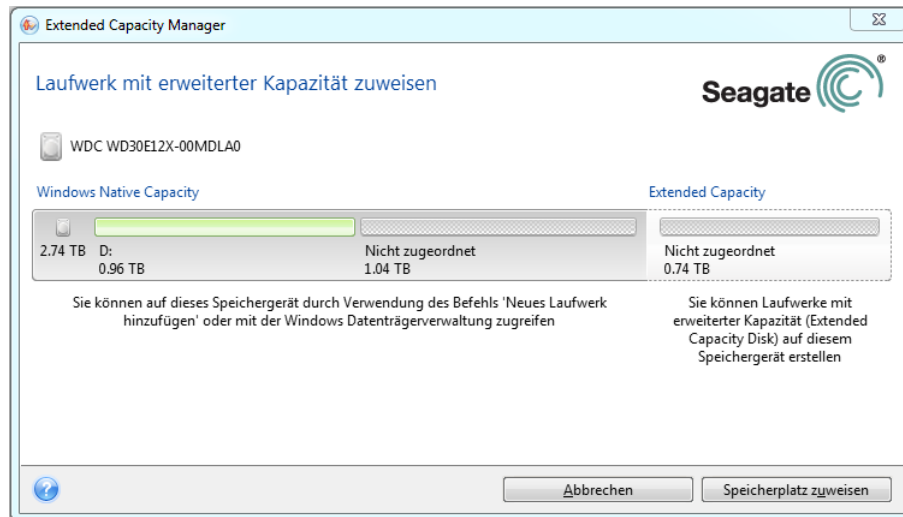 Extended Capacity Manager
Laufwerk mit erweiterter Kapazität zuweisen
Seagate®
WDC WD30E12X-00MDLA0
Windows Native Capacity
Extended Capacity
2.74 TB
D:
0.96 TB
Nicht zugeordnet
1.04 TB
Nicht zugeordnet
0.74 TB
Sie können auf dieses Speichergerät durch Verwendung des Befehls 'Neues Laufwerk
hinzufügen' oder mit der Windows Datenträgerverwaltung zugreifen
Sie können Laufwerke mit
erweiterter Kapazität (Extended
Capacity Disk) auf diesem
Speichergerät erstellen
?
Abbrechen
Speicherplatz zuweisen